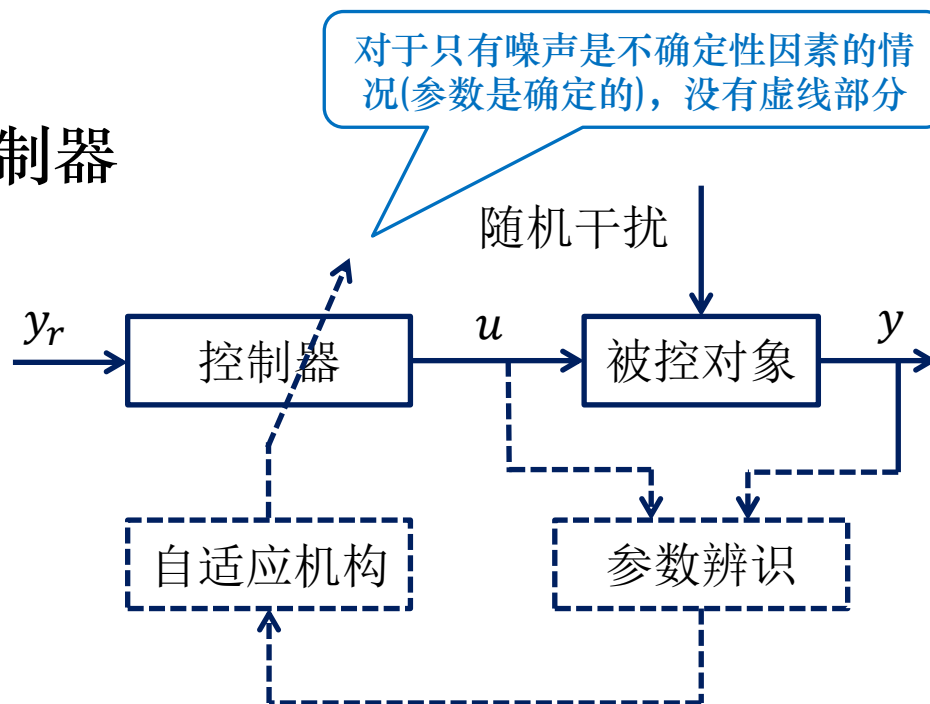 对于只有噪声是不确定性因素的情
况(参数是确定的)，没有虚线部分
制器
随机干扰
y_r
控制器
u
被控对象
y
自适应机构
参数辨识